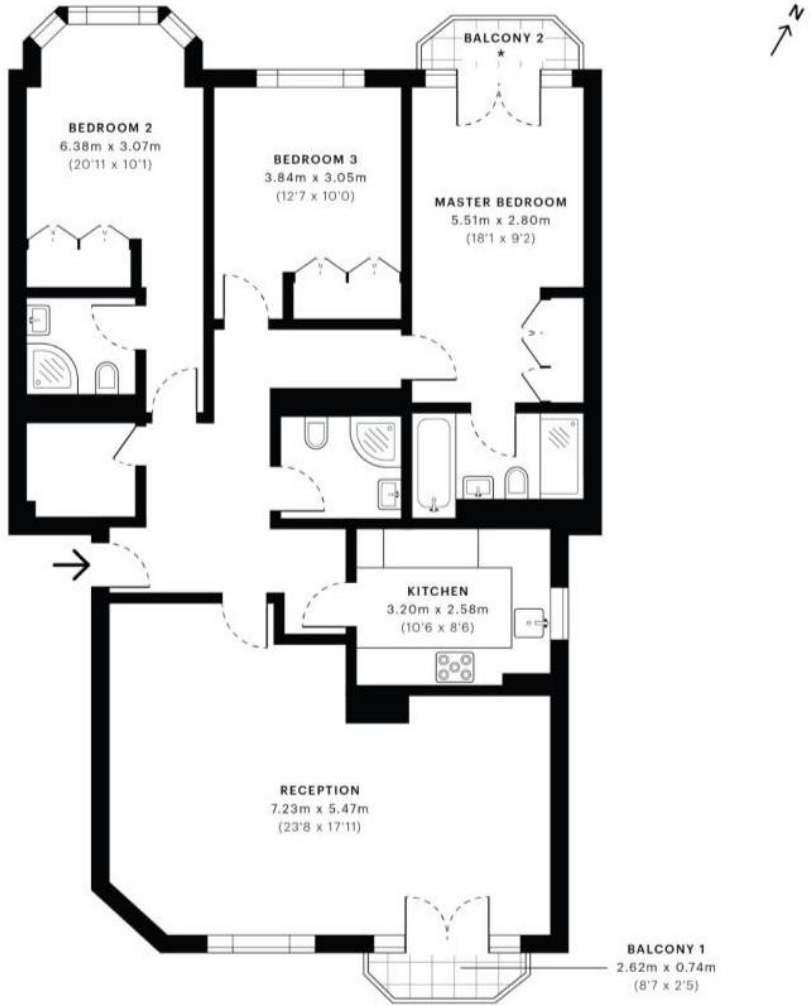 N
BALCONY 2
*
BEDROOM 2
6.38m x 3.07m
(20'11 x 10'1)
BEDROOM 3
3.84m x 3.05m
(12'7 x 10'0)
MASTER BEDROOM
5.51m x 2.80m
(18'1 x 9'2)
KITCHEN
3.20m x 2.58m
(10'6 x 8'6)
RECEPTION
7.23m x 5.47m
(23'8 x 17'11)
BALCONY 1
2.62m x 0.74m
(8'7 x 2'5)